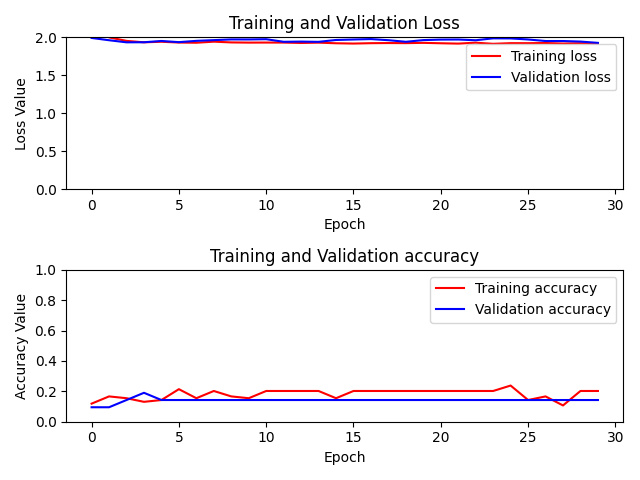 Training and Validation Loss
2.0
1.5
1.0
0.5
0.0
Loss Value
Training loss
Validation loss
0 5 10 15 20 25 30
Epoch
Training and Validation accuracy
1.0
0.8
0.6
0.4
0.2
0.0
Accuracy Value
Training accuracy
Validation accuracy
0 5 10 15 20 25 30
Epoch